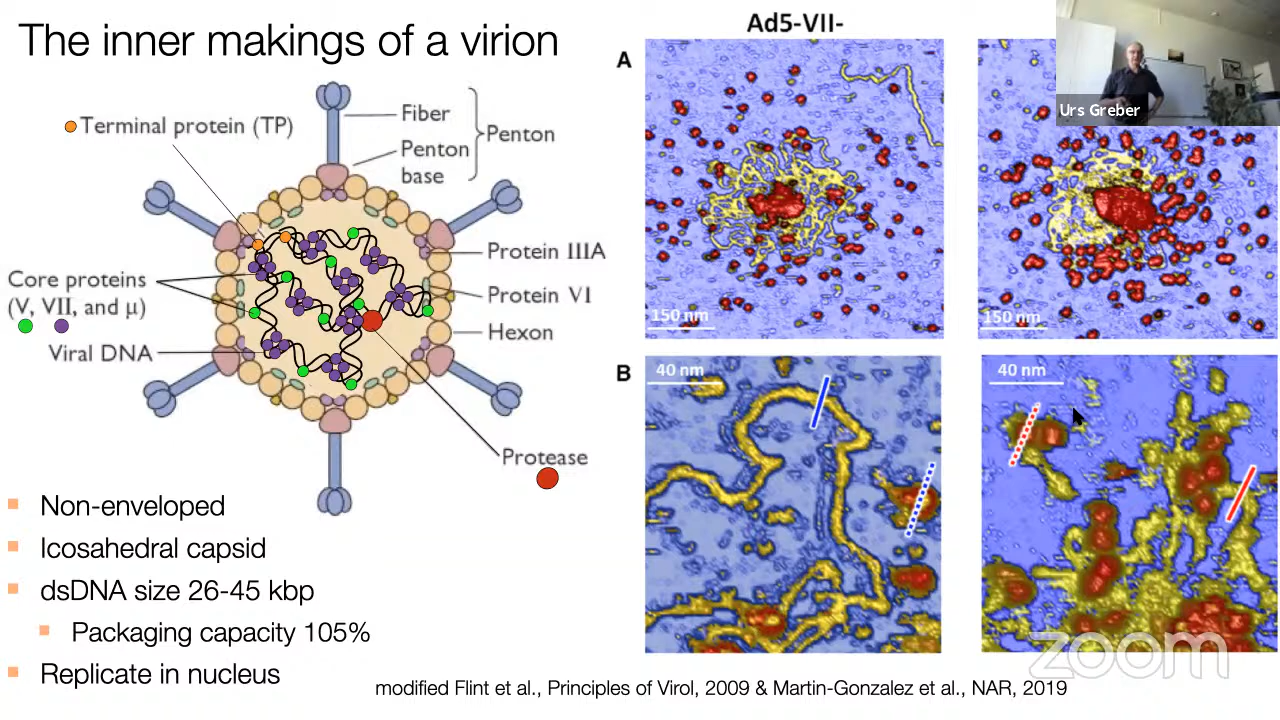 The inner makings of a virion
Ad5-VII-
Urs Greber
A
Terminal protein (TP)
Fiber
Penton
Penton
base
Protein IIIA
Core proteins
(V, VII, and μ)
Protein VI
Hexon
Viral DNA
Protease
150 nm
150 nm
B
40 nm
40 nm
Non-enveloped
Icosahedral capsid
dsDNA size 26-45 kbp
Packaging capacity 105%
Replicate in nucleus
zoom
modified Flint et al., Principles of Virol, 2009 & Martin-Gonzalez et al., NAR, 2019